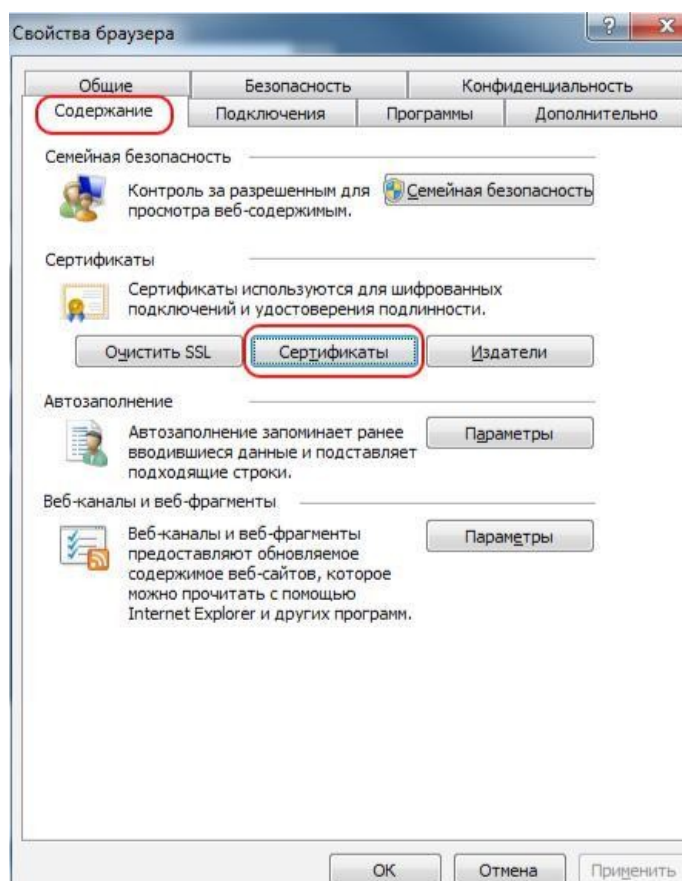 Свойства браузера
Общие
Безопасность
Конфиденциальность
Содержание
Подключения
Программы
Дополнительно
Семейная безопасность
Контроль за разрешенным для
просмотра веб-содержимым.
Семейная безопасность
Сертификаты
Сертификаты используются для шифрованных
подключений и удостоверения подлинности.
Очистить SSL
Сертификаты
Издатели
Автозаполнение
Автозаполнение запоминает ранее
вводившиеся данные и подставляет
подходящие строки.
Параметры
Веб-каналы и веб-фрагменты
Веб-каналы и веб-фрагменты
предоставляют обновляемое
содержимое веб-сайтов, которое
можно прочитать с помощью
Internet Explorer и других программ.
Параметры
ОК
Отмена
Применить